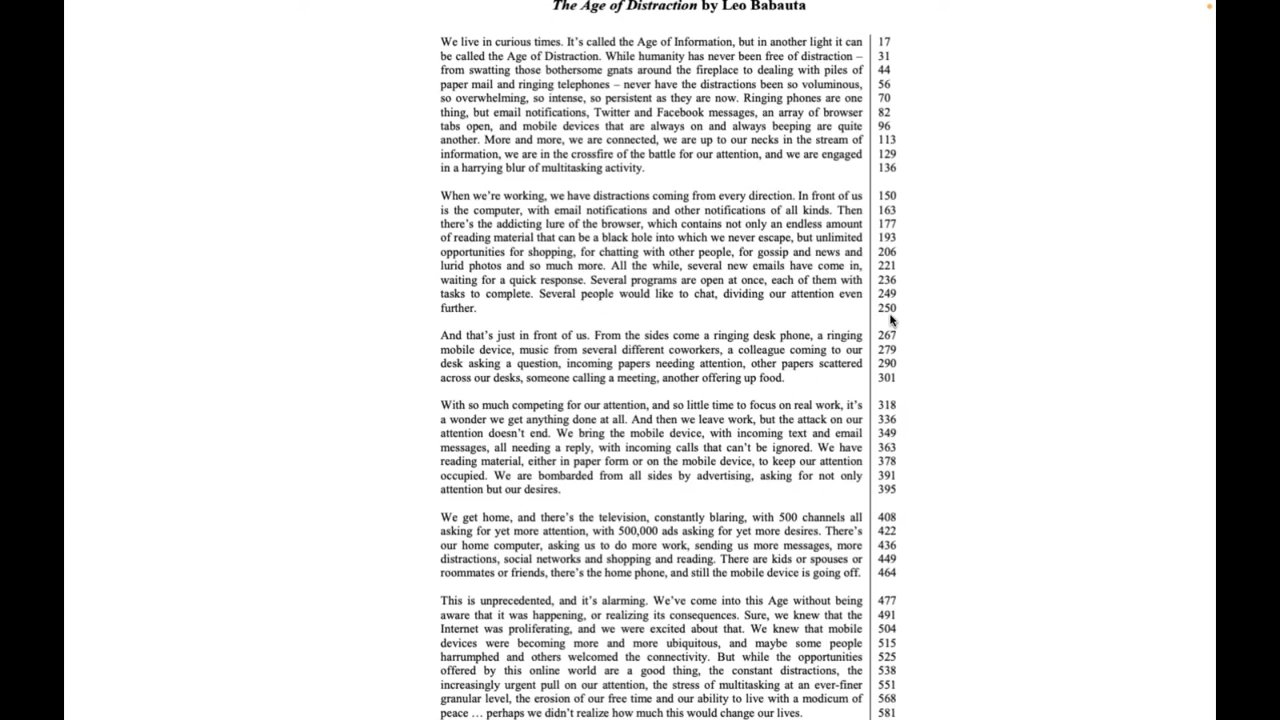 The Age of Distraction by Leo Babauta
We live in curious times. It's called the Age of Information, but in another light it can 17
be called the Age of Distraction. While humanity has never been free of distraction – 31
from swatting those bothersome gnats around the fireplace to dealing with piles of 44
paper mail and ringing telephones – never have the distractions been so voluminous, 56
so overwhelming, so intense, so persistent as they are now. Ringing phones are one 70
thing, but email notifications, Twitter and Facebook messages, an array of browser 82
tabs open, and mobile devices that are always on and always beeping are quite 96
another. More and more, we are connected, we are up to our necks in the stream of 113
information, we are in the crossfire of the battle for our attention, and we are engaged 129
in a harrying blur of multitasking activity. 136
When we're working, we have distractions coming from every direction. In front of us 150
is the computer, with email notifications and other notifications of all kinds. Then 163
there's the addicting lure of the browser, which contains not only an endless amount 177
of reading material that can be a black hole into which we never escape, but unlimited 193
opportunities for shopping, for chatting with other people, for gossip and news and 206
lurid photos and so much more. All the while, several new emails have come in, 221
waiting for a quick response. Several programs are open at once, each of them with 236
tasks to complete. Several people would like to chat, dividing our attention even 249
further. 250
And that's just in front of us. From the sides come a ringing desk phone, a ringing 267
mobile device, music from several different coworkers, a colleague coming to our 279
desk asking a question, incoming papers needing attention, other papers scattered 290
across our desks, someone calling a meeting, another offering up food. 301
With so much competing for our attention, and so little time to focus on real work, it's 318
a wonder we get anything done at all. And then we leave work, but the attack on our 336
attention doesn't end. We bring the mobile device, with incoming text and email 349
messages, all needing a reply, with incoming calls that can't be ignored. We have 363
reading material, either in paper form or on the mobile device, to keep our attention 378
occupied. We are bombarded from all sides by advertising, asking for not only 391
attention but our desires. 395
We get home, and there's the television, constantly blaring, with 500 channels all 408
asking for yet more attention, with 500,000 ads asking for yet more desires. There's 422
our home computer, asking us to do more work, sending us more messages, more 436
distractions, social networks and shopping and reading. There are kids or spouses or 449
roommates or friends, there's the home phone, and still the mobile device is going off. 464
This is unprecedented, and it's alarming. We've come into this Age without being 477
aware that it was happening, or realizing its consequences. Sure, we knew that the 491
Internet was proliferating, and we were excited about that. We knew that mobile 504
devices were becoming more and more ubiquitous, and maybe some people 515
harrumphed and others welcomed the connectivity. But while the opportunities 525
offered by this online world are a good thing, the constant distractions, the 538
increasingly urgent pull on our attention, the stress of multitasking at an ever-finer 551
granular level, the erosion of our free time and our ability to live with a modicum of 568
peace … perhaps we didn't realize how much this would change our lives. 581